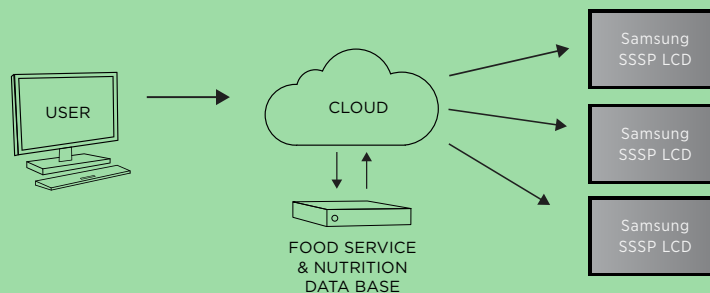 USER
CLOUD
FOOD SERVICE
& NUTRITION
DATA BASE
Samsung
SSSP LCD
Samsung
SSSP LCD
Samsung
SSSP LCD